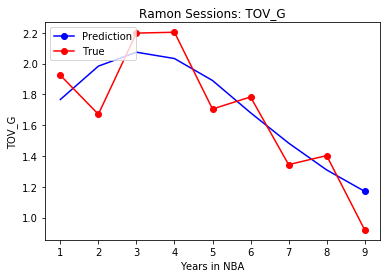 Ramon Sessions: TOV_G
Prediction
True
2.2
2.0
1.8
1.6
1.4
1.2
1.0
TOV_G
1 2 3 4 5 6 7 8 9
Years in NBA